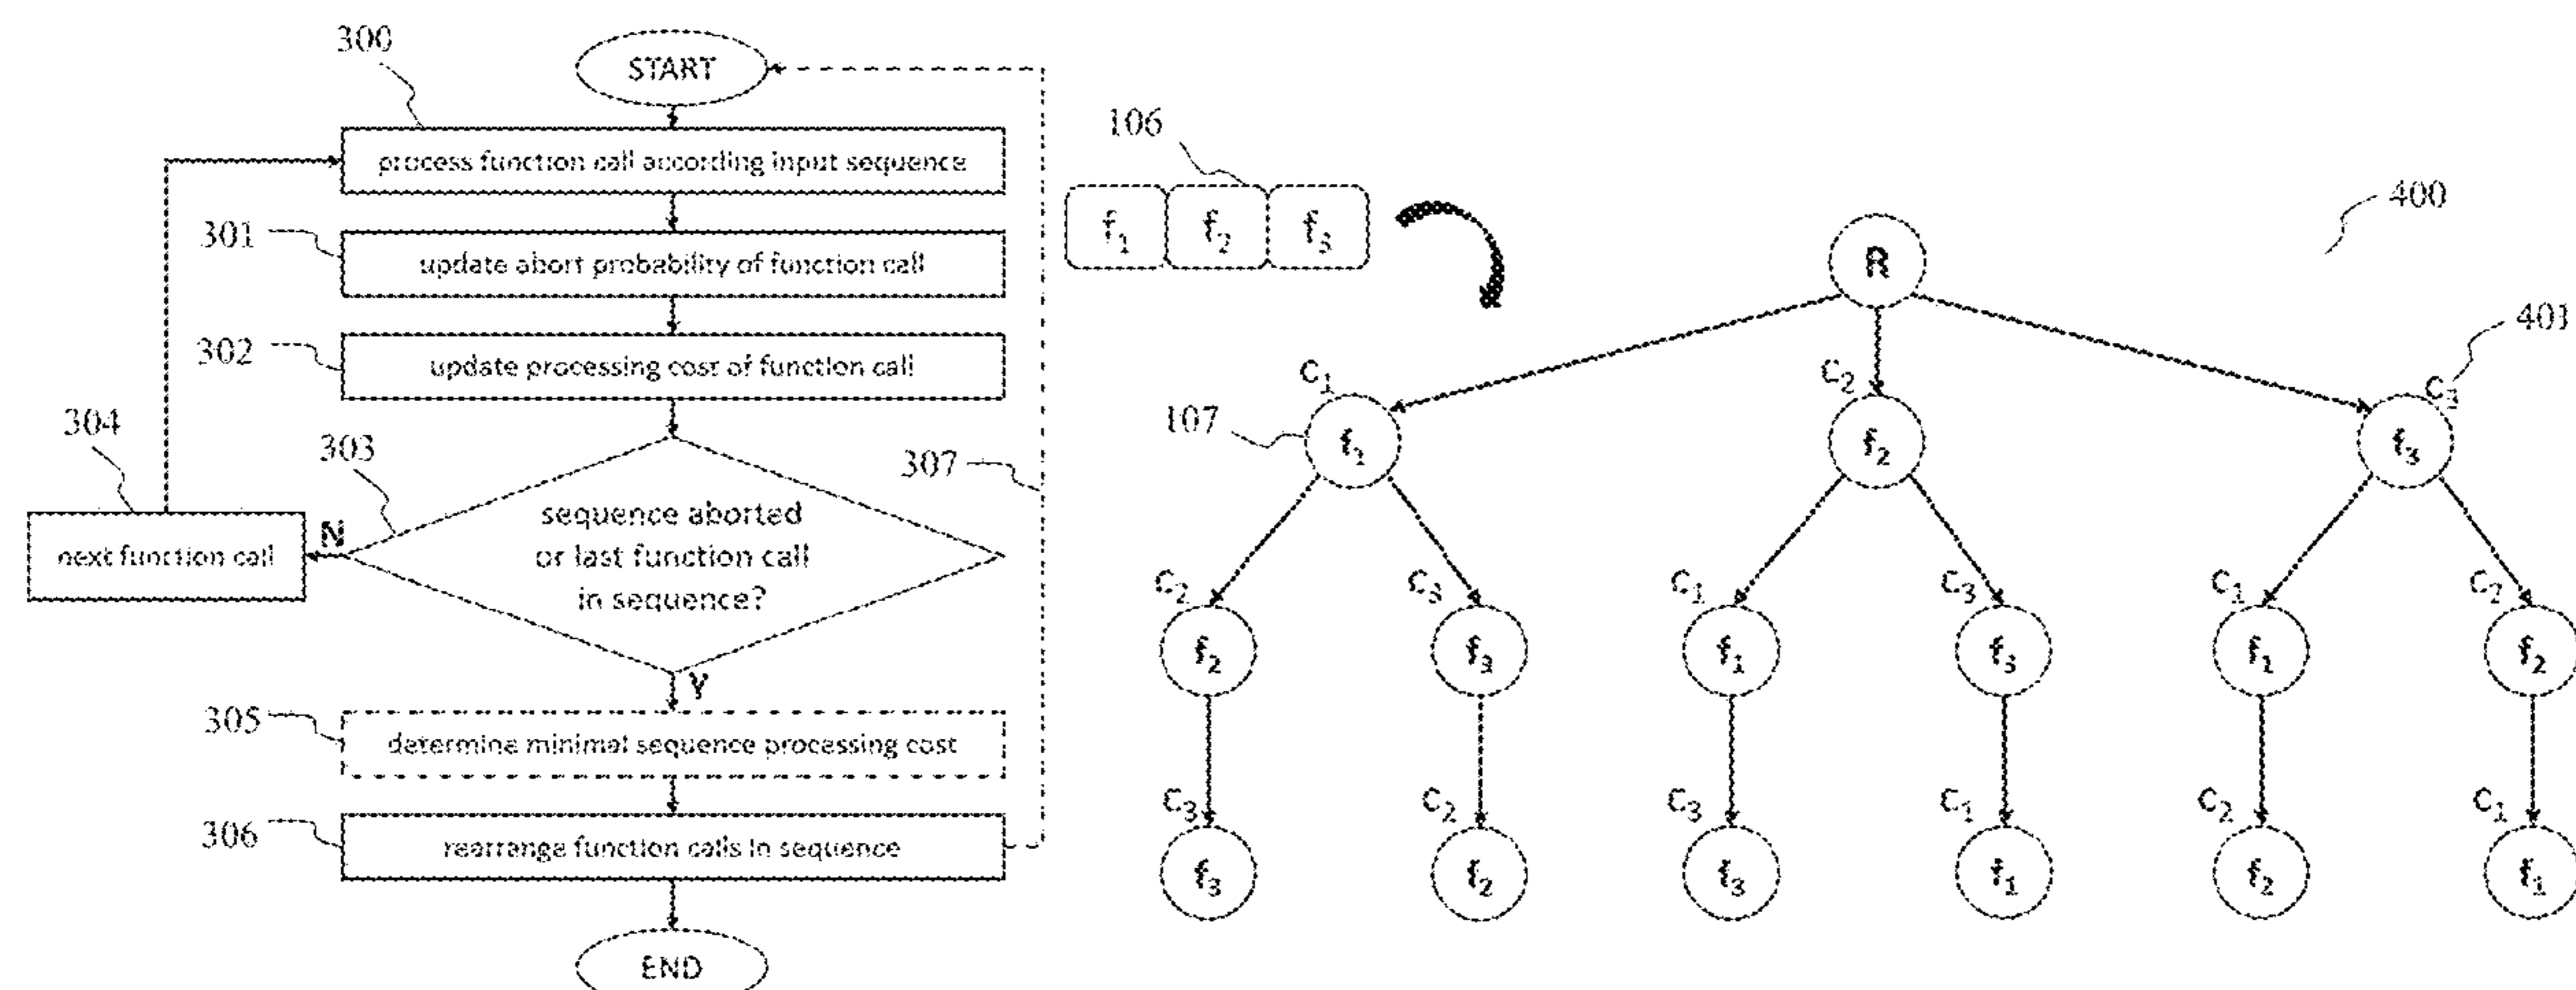 300
START
process function call according input sequence
301
update abort probability of function call
302
update processing cost of function call
304
303
307
next function call
N
sequence aborted
or last function call
in sequence?
Y
305
determine minimal sequence processing cost
306
rearrange function calls in sequence
END
106
f1 f2 f3
400
R
401
C1 C2 C3
107
f1 f2 f3
C2 C3 C1 C3 C1 C2
f2 f3 f1 f3 f1 f2
C3 C2 C3 C1 C2 C1
f3 f2 f3 f1 f2 f1